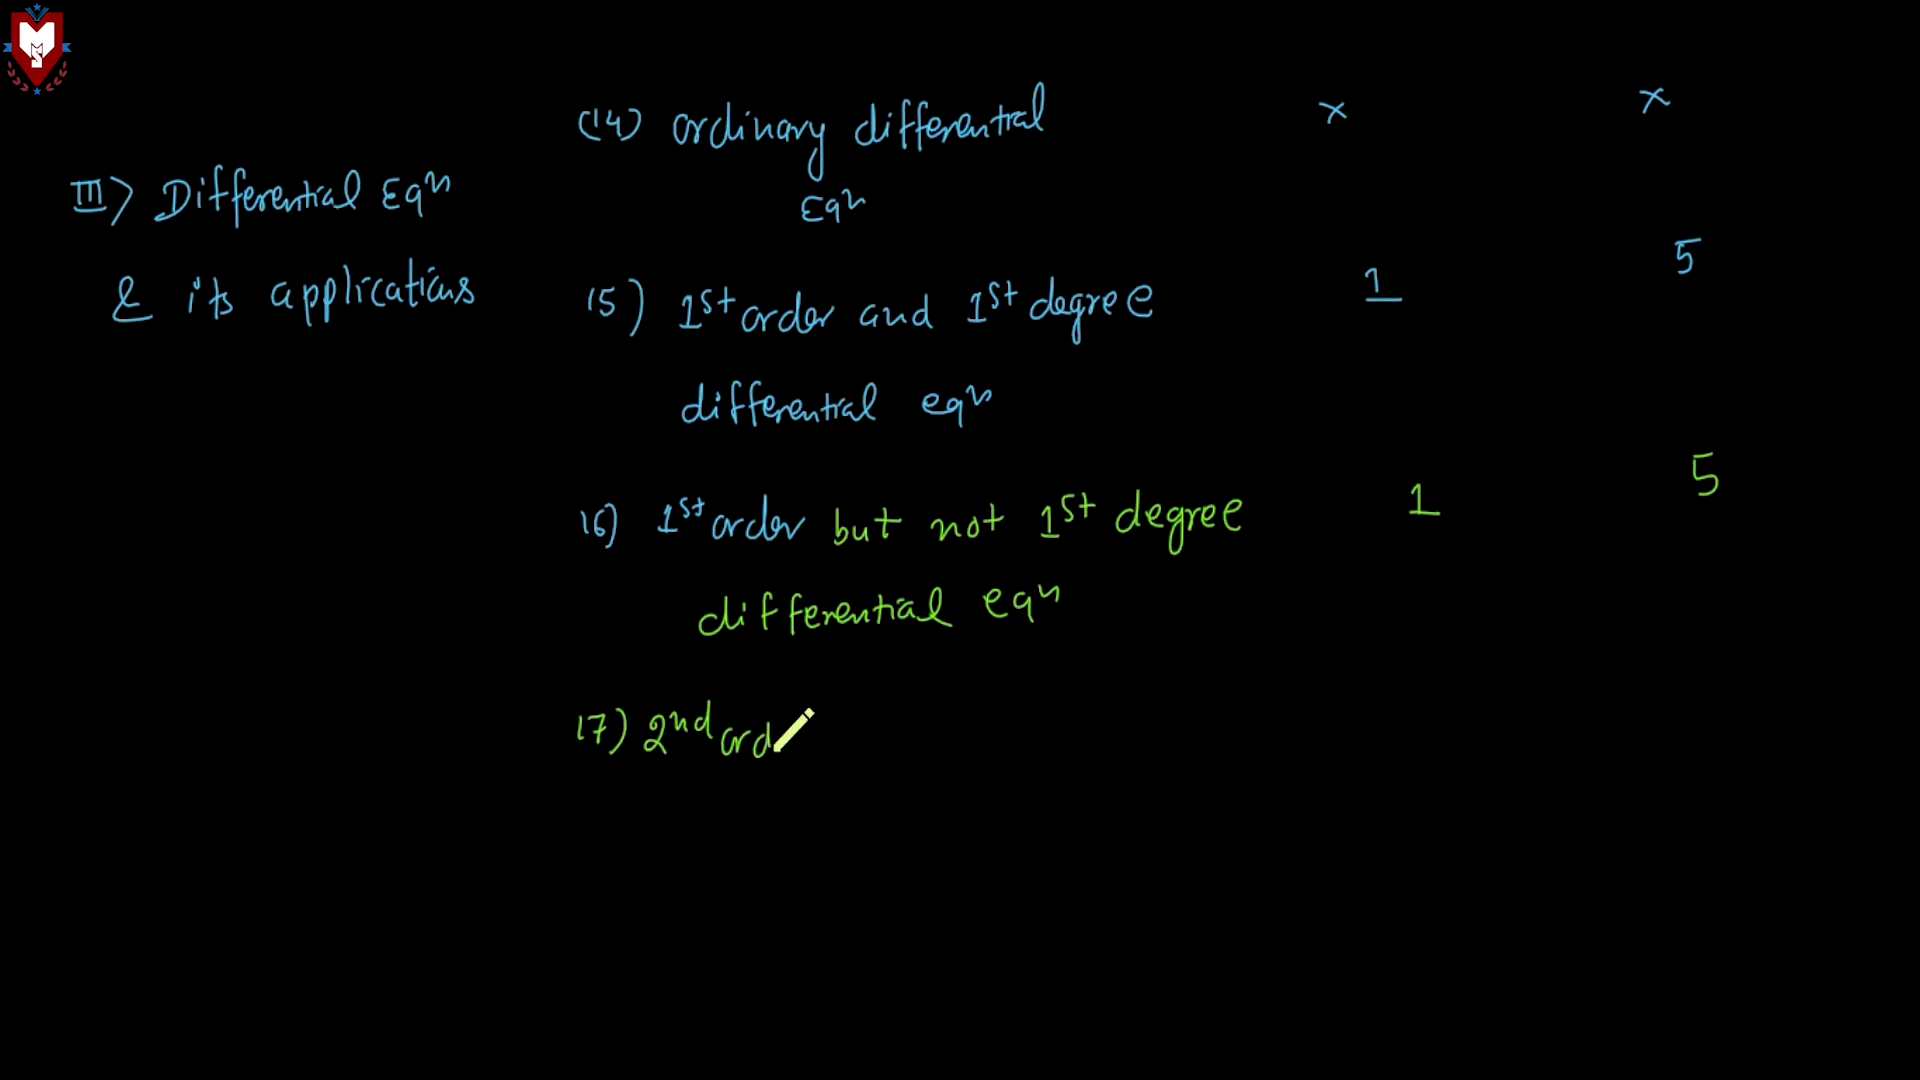 (14) ordinary differential x x
III) Differential Eqn
Eqn
& its applications
15) 1st order and 1st degree 1 5
differential eqn
16) 1st order but not 1st degree 1 5
differential eqn
17) 2nd ord